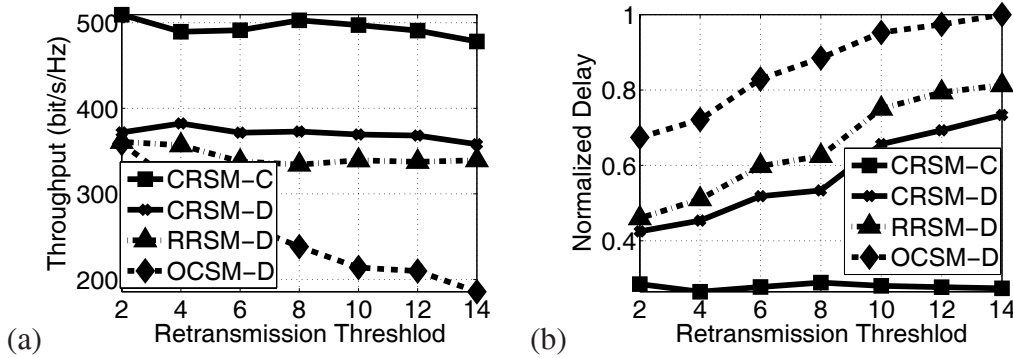 500
400
300
200
Throughput (bit/s/Hz)
CRSM-C
CRSM-D
RRSM-D
OCSM-D
2 4 6 8 10 12 14
Retransmission Threshlod
(a)
1
0.8
0.6
0.4
Normalized Delay
CRSM-C
CRSM-D
RRSM-D
OCSM-D
2 4 6 8 10 12 14
Retransmission Threshlod
(b)